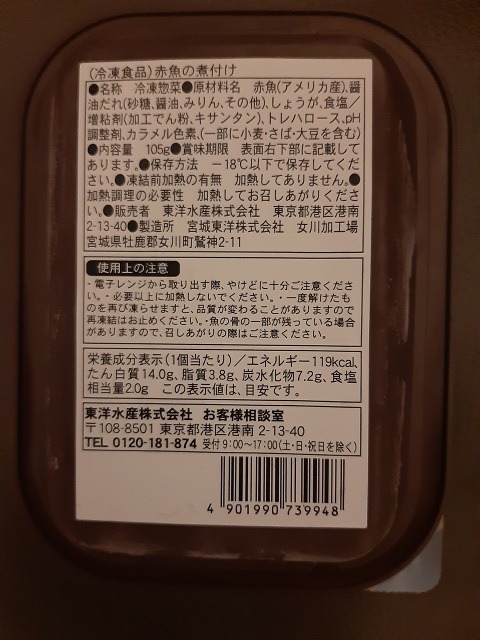 (冷凍食品)赤魚の煮付け
●名称 冷凍惣菜●原材料名 赤魚(アメリカ産)、醤
油だれ(砂糖、醤油、みりん、その他)、しょうが、食塩/
増粘剤(加工でん粉、キサンタン)、トレハロース、pH
調整剤、カラメル色素、(一部に小麦・さば・大豆を含む)
●内容量 105g●賞味期限 表面右下部に記載して
あります。●保存方法 −18℃以下で保存してくだ
さい。●凍結前加熱の有無 加熱してありません。●
加熱調理の必要性 加熱してお召しあがりくださ
い。●販売者 東洋水産株式会社 東京都港区港南
2-13-40●製造所 宮城東洋株式会社 女川加工場
宮城県牡鹿郡女川町鷲神2-11
使用上の注意
・電子レンジから取り出す際、やけどに十分ご注意くださ
い。・必要以上に加熱しないでください。・一度解けたも
のを再び凍らせますと、品質が変わることがありますので
再凍結はお止めください。・魚の骨の一部が残っている場合
がありますので、召しあがりの際はご注意ください。
栄養成分表示(1個当たり)/エネルギー119kcal、
たん白質14.0g、脂質3.8g、炭水化物7.2g、食塩
相当量2.0g この表示値は、目安です。
東洋水産株式会社 お客様相談室
〒108-8501 東京都港区港南 2-13-40
TEL 0120-181-874 受付 9:00〜17:00(土・日・祝日を除く)
4 901990 739948